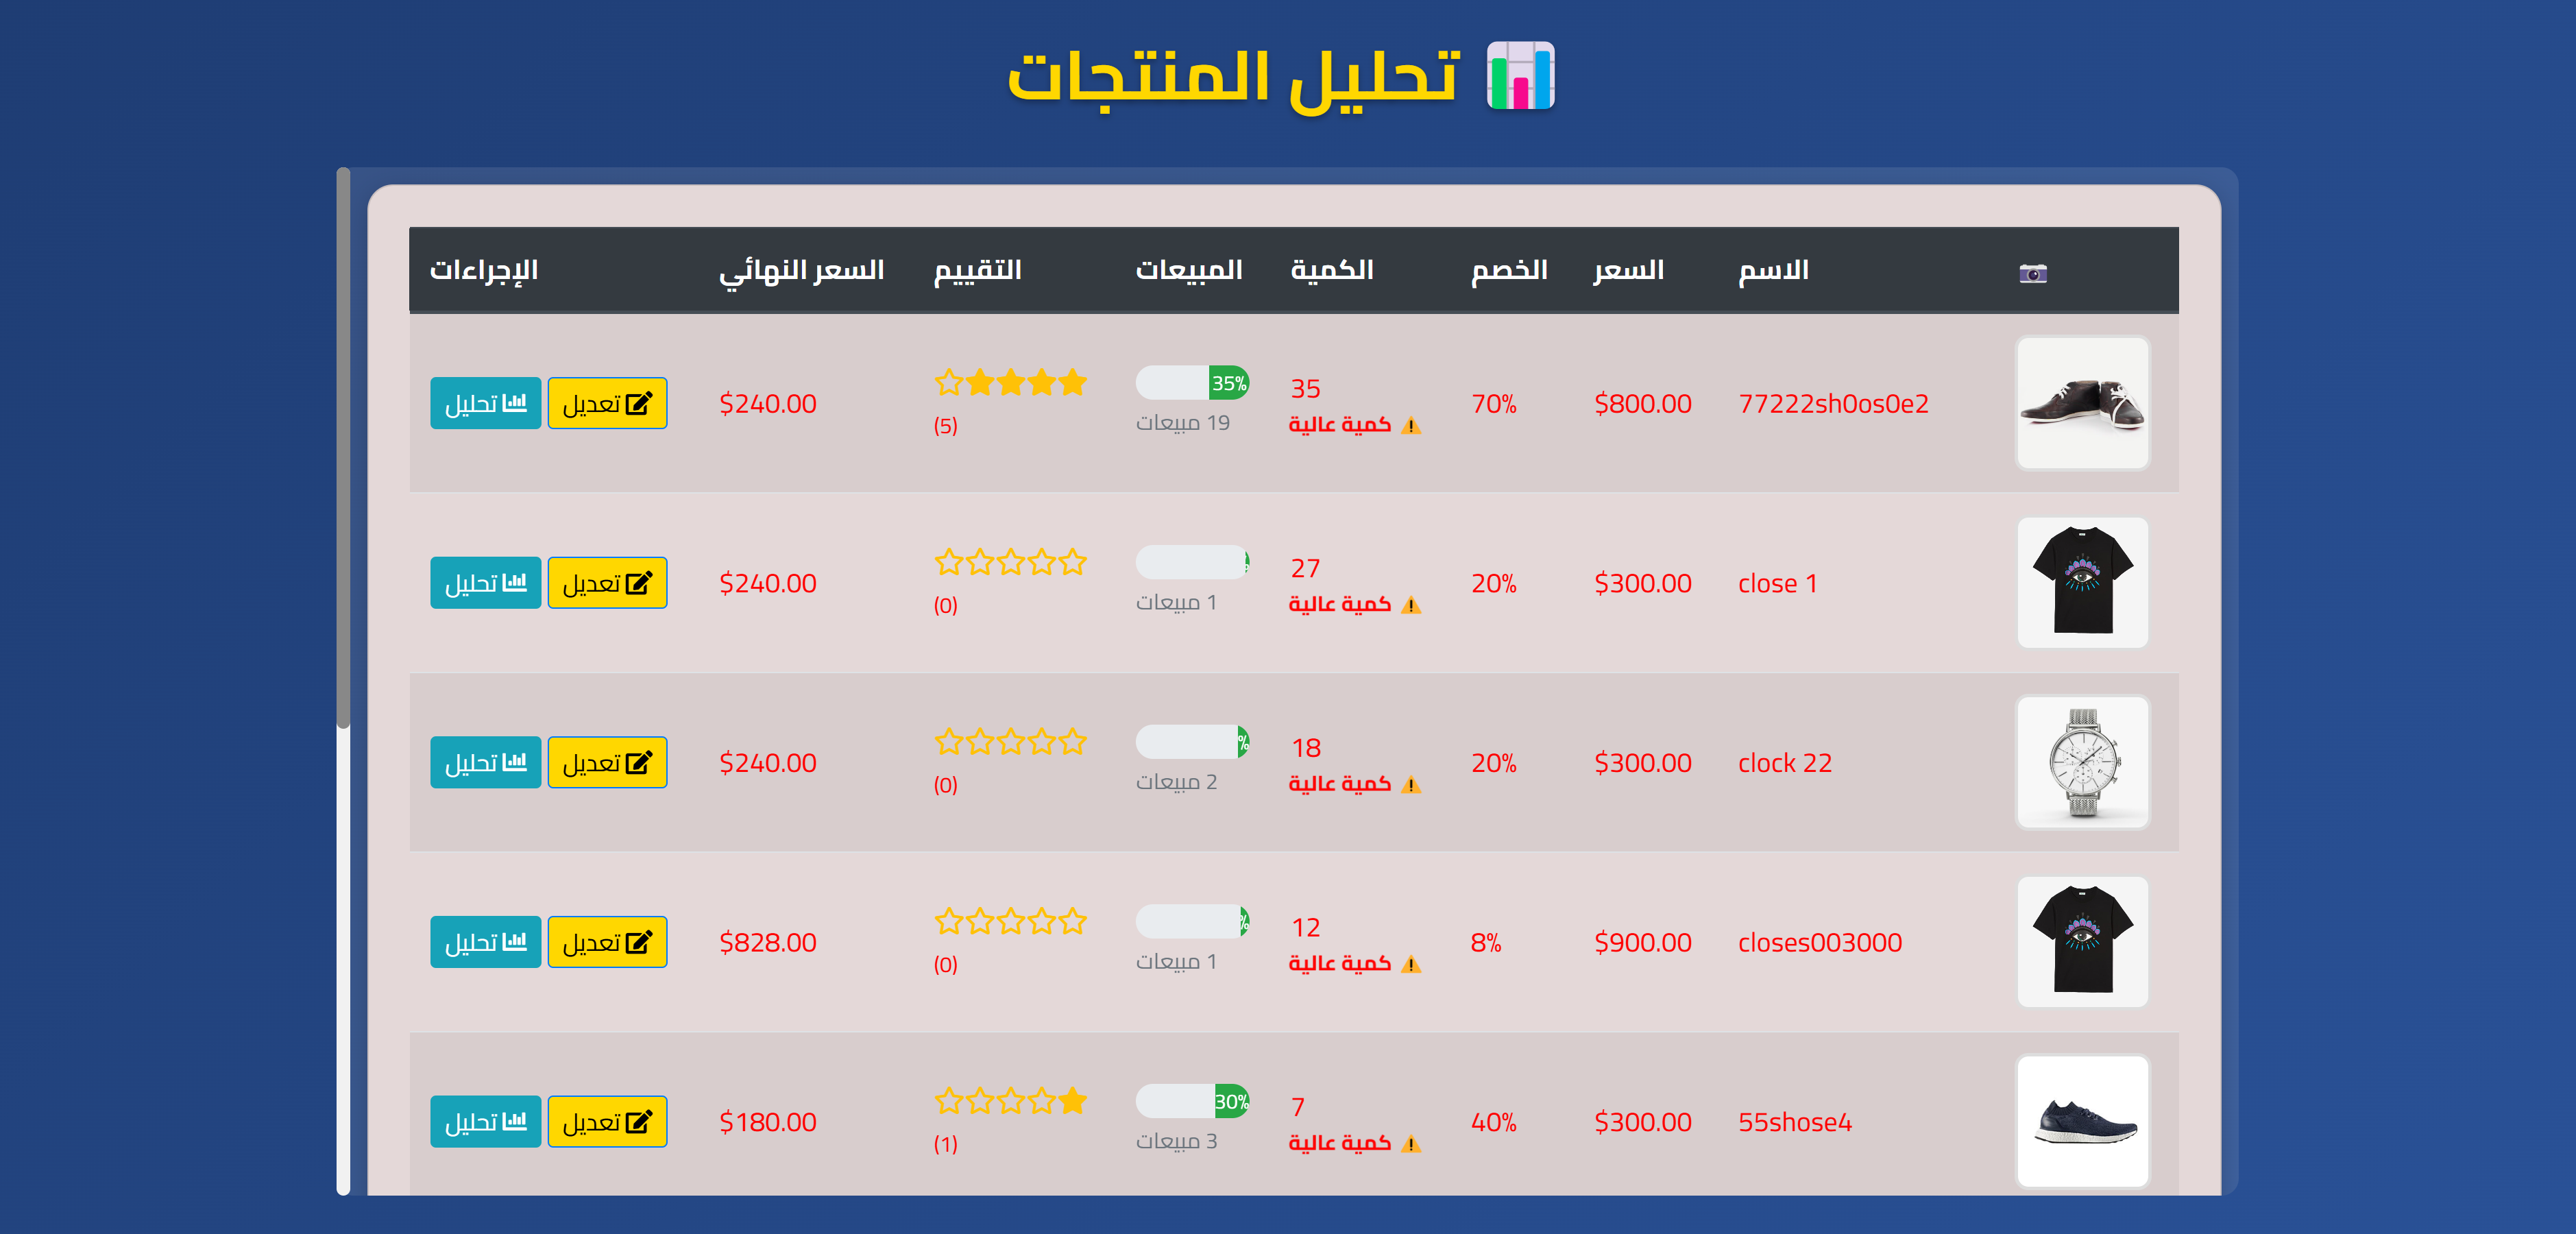 تحليل المنتجات
الاسم السعر الخصم الكمية المبيعات التقييم السعر النهائي الإجراءات
77222sh0os0e2 $800.00 70% 35 35% $240.00 تعديل تحليل
كمية عالية 19 مبيعات (5)
close 1 $300.00 20% 27 $240.00 تعديل تحليل
كمية عالية 1 مبيعات (0)
clock 22 $300.00 20% 18 % $240.00 تعديل تحليل
كمية عالية 2 مبيعات (0)
closes003000 $900.00 8% 12 % $828.00 تعديل تحليل
كمية عالية 1 مبيعات (0)
55shose4 $300.00 40% 7 30% $180.00 تعديل تحليل
كمية عالية 3 مبيعات (1)